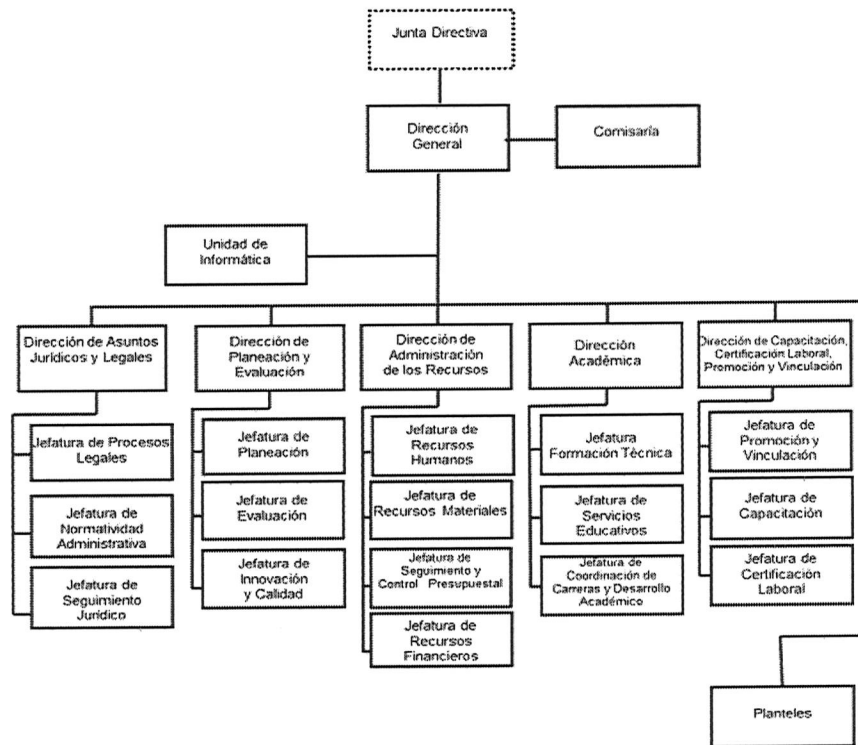 Junta Directiva
Dirección
General
Comisaría
Unidad de
Informática
Dirección de Asuntos
Jurídicos y Legales
Dirección de
Planeación y
Evaluación
Dirección de
Administración
de los Recursos
Dirección
Académica
Dirección de Capacitación,
Certificación Laboral,
Promoción y Vinculación
Jefatura de Procesos
Legales
Jefatura de
Normatividad
Administrativa
Jefatura de
Seguimiento
Jurídico
Jefatura de
Planeación
Jefatura de
Evaluación
Jefatura de
Innovación
y Calidad
Jefatura de
Recursos
Humanos
Jefatura de
Recursos Materiales
Jefatura de
Seguimiento y
Control Presupuestal
Jefatura de
Recursos
Financieros
Jefatura
Formación Técnica
Jefatura de
Servicios
Educativos
Jefatura de
Coordinación de
Carreras y Desarrollo
Académico
Jefatura de
Promoción y
Vinculación
Jefatura de
Capacitación
Jefatura de
Certificación
Laboral
Planteles